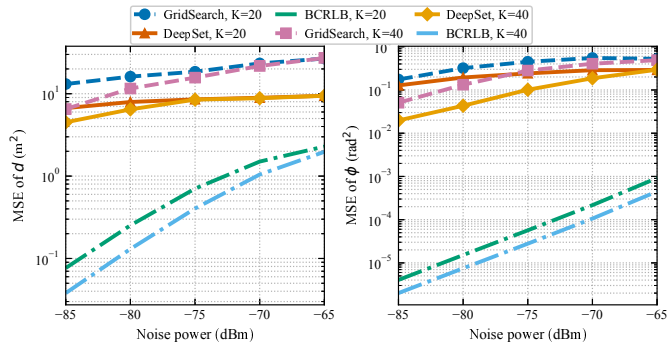 GridSearch, K=20
BCRLB, K=20
DeepSet, K=40
DeepSet, K=20
GridSearch, K=40
BCRLB, K=40
MSE of d (m²)
10¹
10⁰
10⁻¹
−85
−80
−75
−70
−65
Noise power (dBm)
MSE of ϕ (rad²)
10⁰
10⁻¹
10⁻²
10⁻³
10⁻⁴
10⁻⁵
−85
−80
−75
−70
−65
Noise power (dBm)